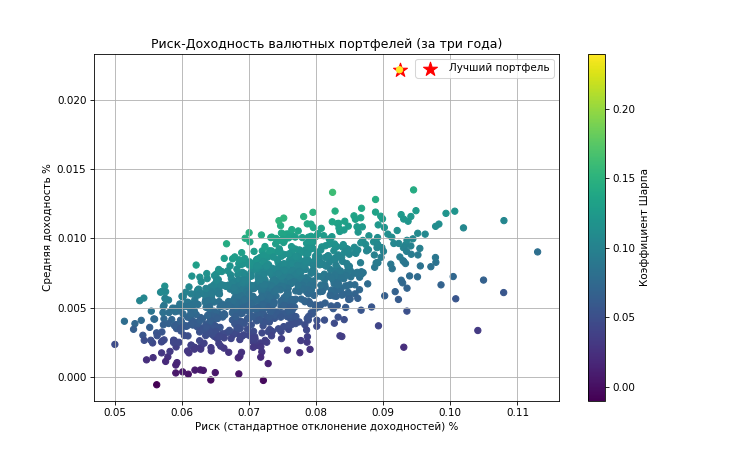 Риск-Доходность валютных портфелей (за три года)
Лучший портфель
Средняя доходность %
0.020
0.015
0.010
0.005
0.000
0.05 0.06 0.07 0.08 0.09 0.10 0.11
Риск (стандартное отклонение доходностей) %
0.20
0.15
0.10
0.05
0.00
Коэффициент Шарпа